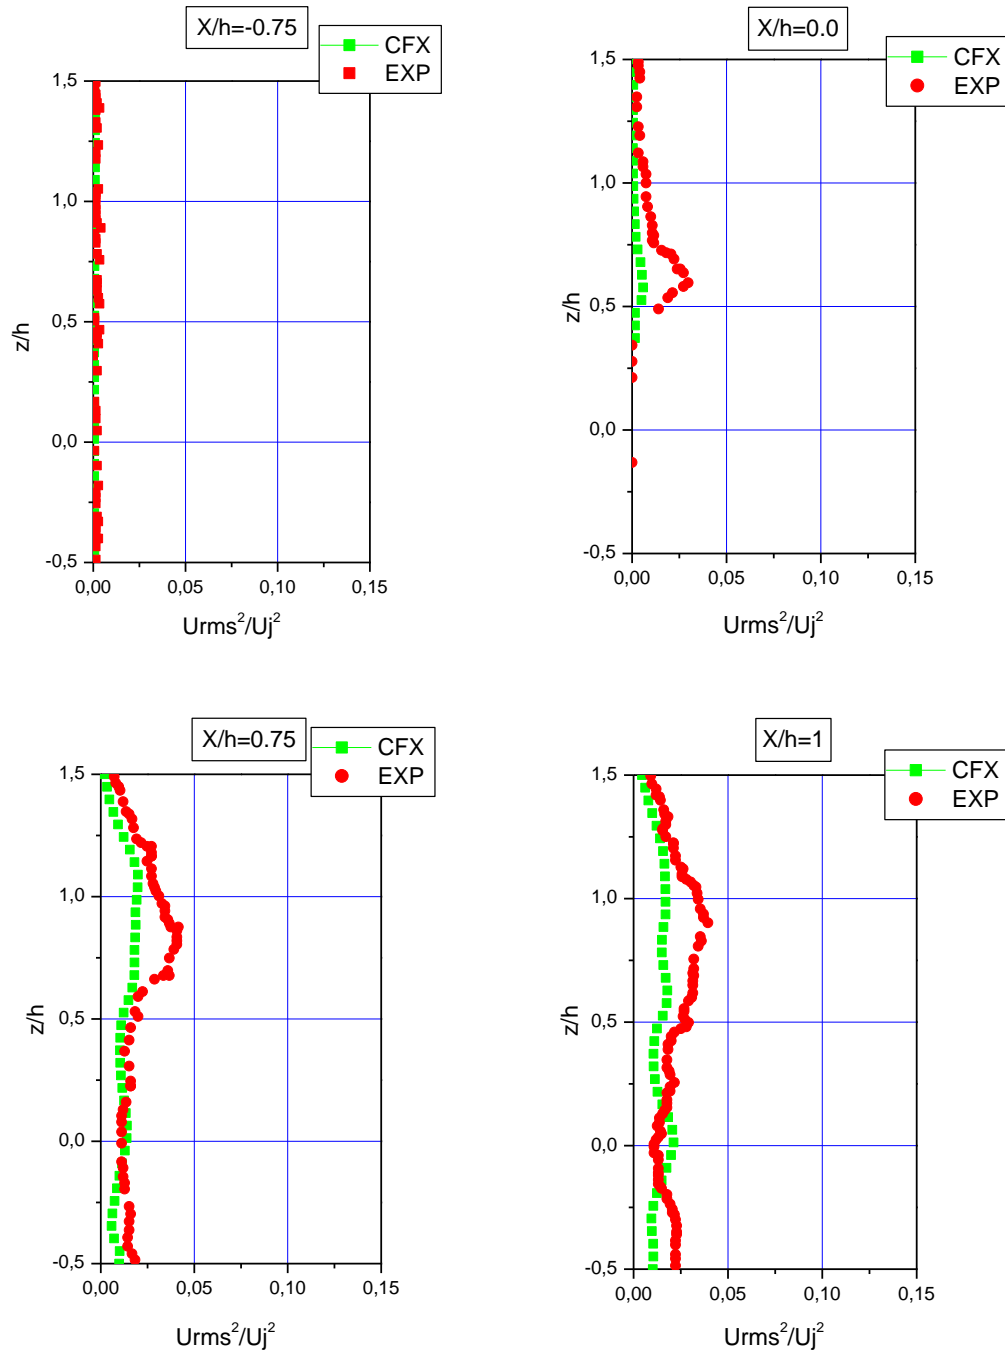 X/h=-0.75
CFX
EXP
1,5
1,0
0,5
0,0
-0,5
z/h
0,00 0,05 0,10 0,15
Urms²/Uj²
X/h=0.0
CFX
EXP
1,5
1,0
0,5
0,0
-0,5
z/h
0,00 0,05 0,10 0,15
Urms²/Uj²
X/h=0.75
CFX
EXP
1,5
1,0
0,5
0,0
-0,5
z/h
0,00 0,05 0,10 0,15
Urms²/Uj²
X/h=1
CFX
EXP
1,5
1,0
0,5
0,0
-0,5
z/h
0,00 0,05 0,10 0,15
Urms²/Uj²